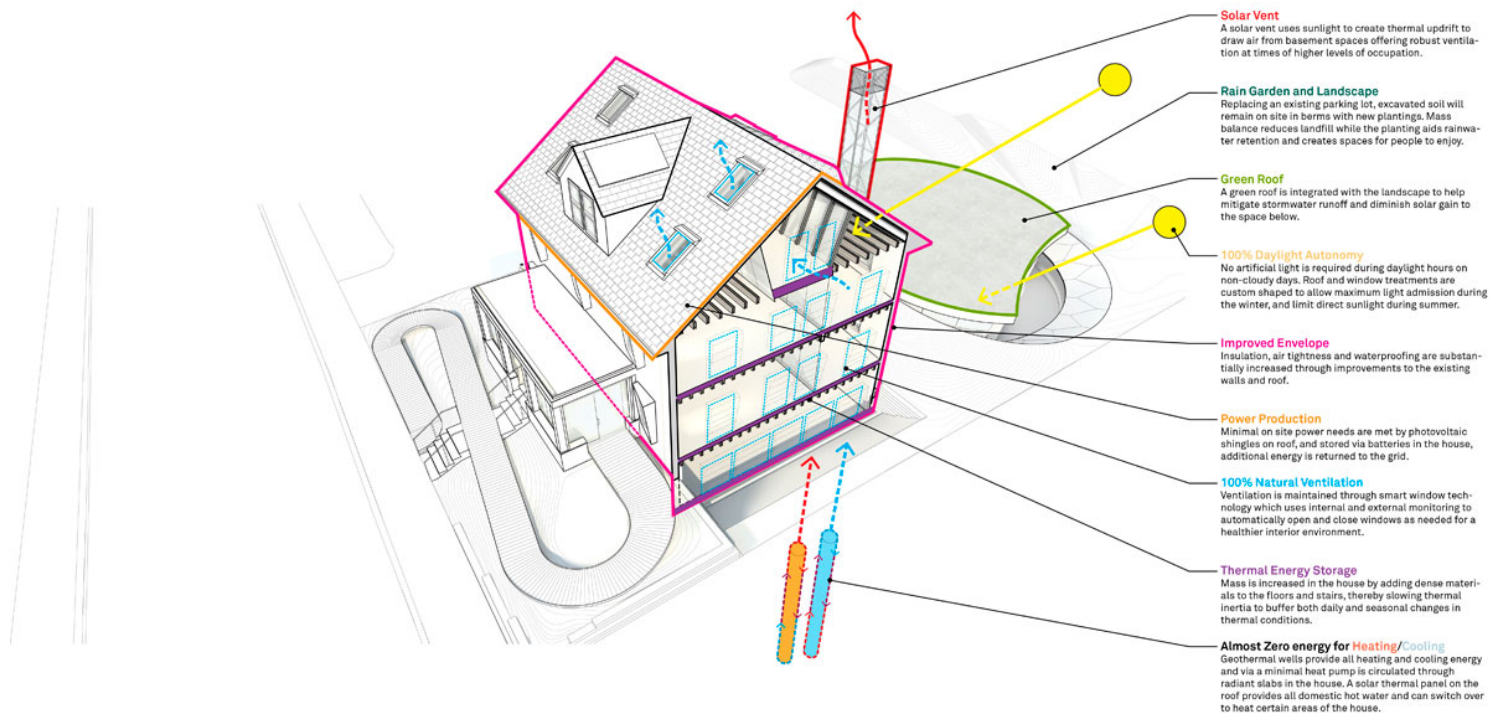 Solar Vent
A solar vent uses sunlight to create thermal updrift to
draw air from basement spaces offering robust ventila-
tion at times of higher levels of occupation.
Rain Garden and Landscape
Replacing an existing parking lot, excavated soil will
remain on site in berms with new plantings. Mass
balance reduces landfill while the planting aids rainwa-
ter retention and creates spaces for people to enjoy.
Green Roof
A green roof is integrated with the landscape to help
mitigate stormwater runoff and diminish solar gain to
the space below.
100% Daylight Autonomy
No artificial light is required during daylight hours on
non-cloudy days. Roof and window treatments are
custom shaped to allow maximum light admission during
the winter, and limit direct sunlight during summer.
Improved Envelope
Insulation, air tightness and waterproofing are substan-
tially increased through improvements to the existing
walls and roof.
Power Production
Minimal on site power needs are met by photovoltaic
shingles on roof, and stored via batteries in the house,
additional energy is returned to the grid.
100% Natural Ventilation
Ventilation is maintained through smart window tech-
nology which uses internal and external monitoring to
automatically open and close windows as needed for a
healthier interior environment.
Thermal Energy Storage
Mass is increased in the house by adding dense materi-
als to the floors and stairs, thereby slowing thermal
inertia to buffer both daily and seasonal changes in
thermal conditions.
Almost Zero energy for Heating/Cooling
Geothermal wells provide all heating and cooling energy
and via a minimal heat pump is circulated through
radiant slabs in the house. A solar thermal panel on the
roof provides all domestic hot water and can switch over
to heat certain areas of the house.